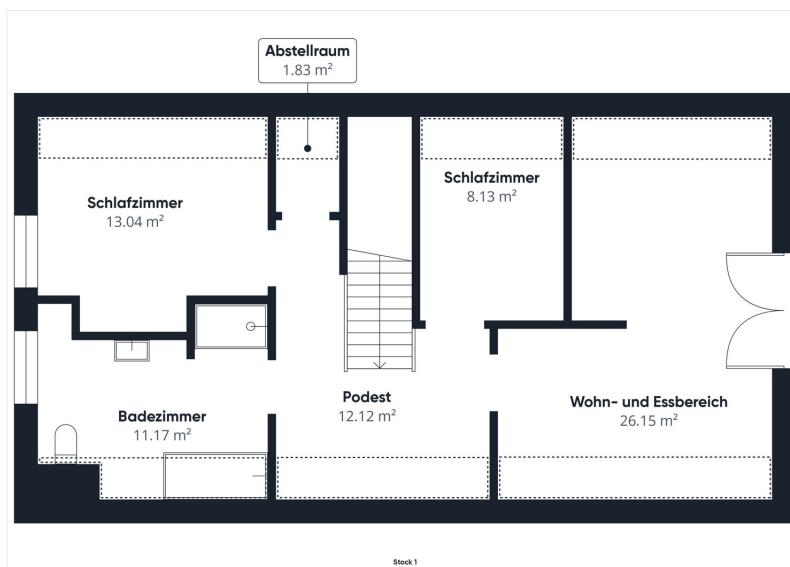 Abstellraum
1.83 m²
Schlafzimmer
13.04 m²
Schlafzimmer
8.13 m²
Podest
12.12 m²
Wohn- und Essbereich
26.15 m²
Badezimmer
11.17 m²
Stock 1